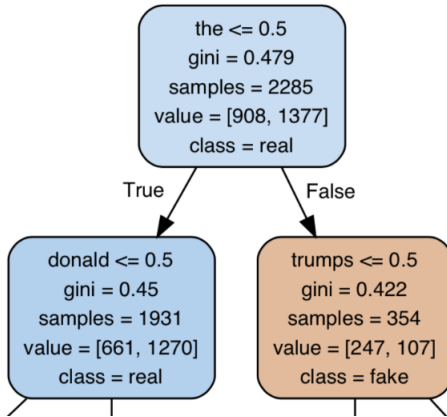 the <= 0.5
gini = 0.479
samples = 2285
value = [908, 1377]
class = real
True
False
donald <= 0.5
gini = 0.45
samples = 1931
value = [661, 1270]
class = real
trumps <= 0.5
gini = 0.422
samples = 354
value = [247, 107]
class = fake